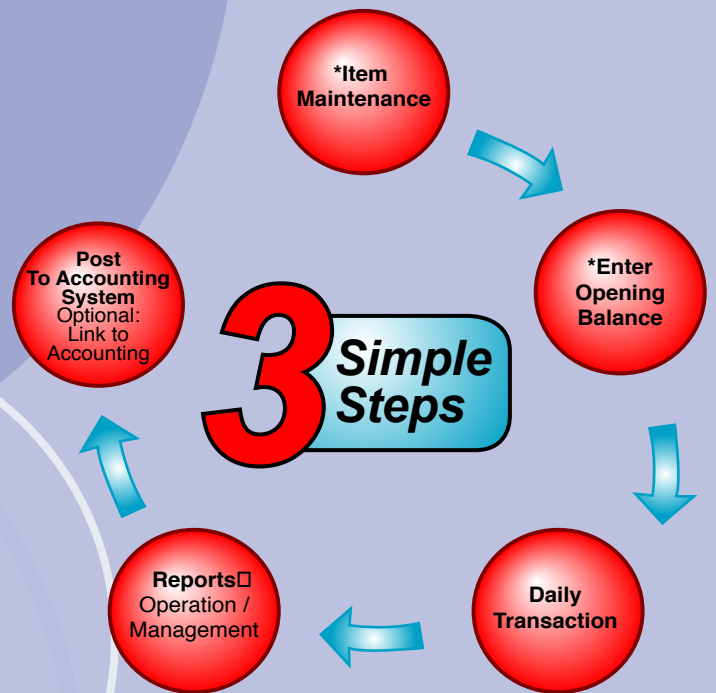 *Item
Maintenance
*Enter
Opening
Balance
Daily
Transaction
Reports□
Operation /
Management
Post
To Accounting
System
Optional:
Link to
Accounting
3
Simple
Steps